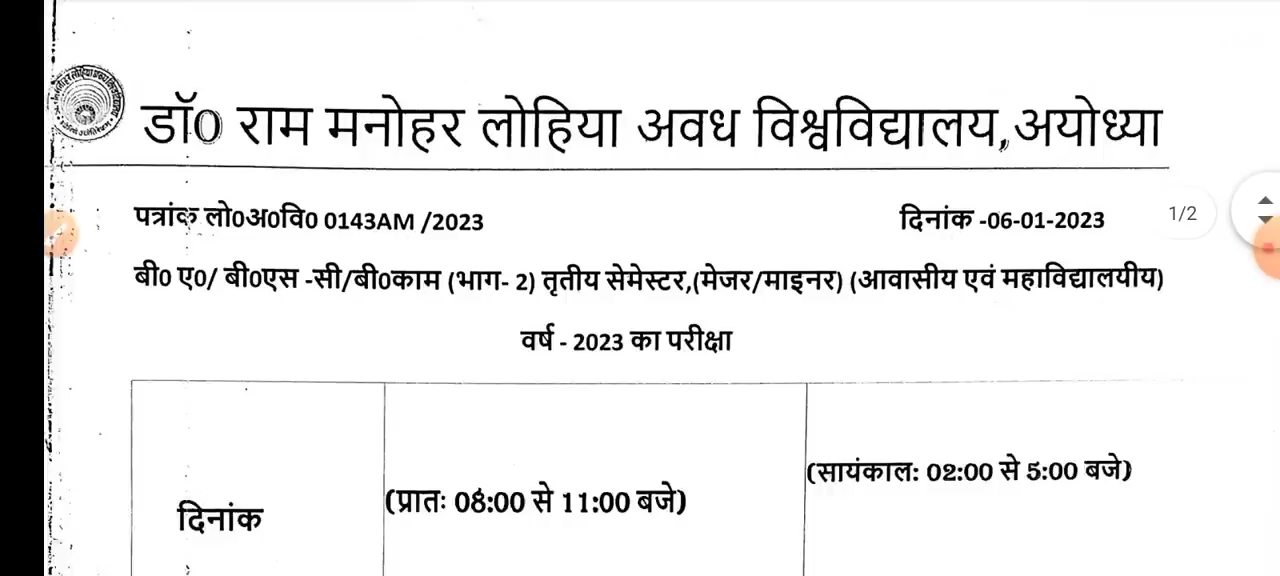 डॉ0 राम मनोहर लोहिया अवध विश्वविद्यालय,अयोध्या
पत्रांक लो0अ0वि0 0143AM /2023 दिनांक -06-01-2023
1/2
बी0 ए0/ बी0एस -सी/बी0काम (भाग- 2) तृतीय सेमेस्टर,(मेजर/माइनर) (आवासीय एवं महाविद्यालयीय)
वर्ष - 2023 का परीक्षा
(सायंकाल: 02:00 से 5:00 बजे)
(प्रातः 08:00 से 11:00 बजे)
दिनांक